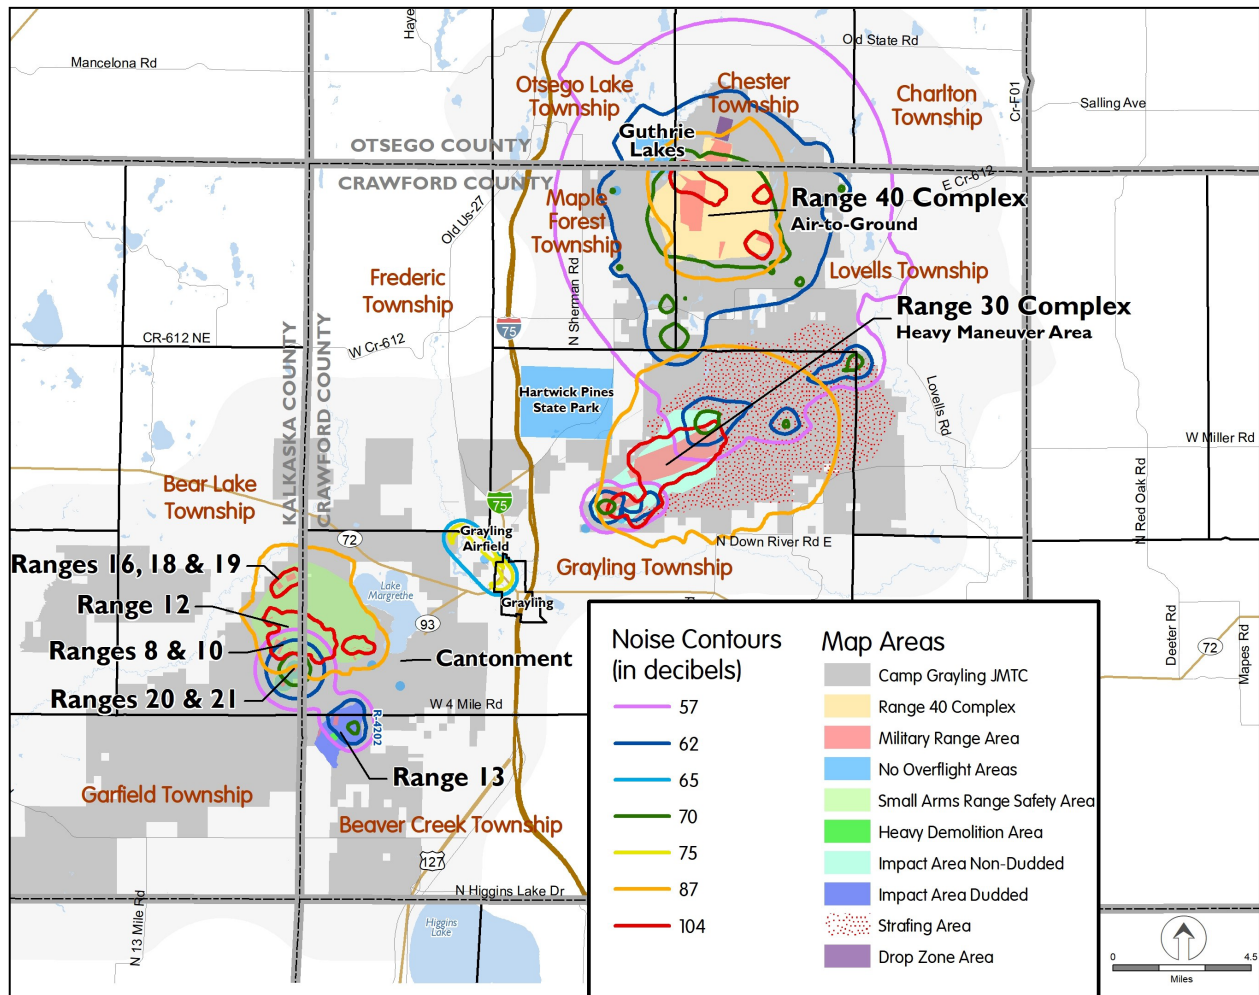 Haye
Old State Rd
Mancelona Rd
Otsego Lake
Township
Chester
Township
Charlton
Township
Cr-F01
Salling Ave
Guthrie
Lakes
OTSEGO COUNTY
CRAWFORD COUNTY
E Cr-612
Maple
Forest
Township
Range 40 Complex
Air-to-Ground
Old Us-27
Frederic
Township
Lovells Township
N Sherman Rd
Range 30 Complex
Heavy Maneuver Area
75
CR-612 NE
W Cr-612
KALKASKA COUNTY
CRAWFORD COUNTY
Hartwick Pines
State Park
Lovells Rd
W Miller Rd
Bear Lake
Township
75
N Red Oak Rd
72
Grayling
Airfield
N Down River Rd E
Ranges 16, 18 & 19
Grayling Township
Lake
Margrethe
Range 12
Grayling
93
Ranges 8 & 10
Cantonment
Ranges 20 & 21
W 4 Mile Rd
R-4202
Range 13
Garfield Township
Beaver Creek Township
127
N Higgins Lake Dr
N 13 Mile Rd
Higgins
Lake
Deeter Rd
72
Mapes Rd
Noise Contours
(in decibels)
57
62
65
70
75
87
104
Map Areas
Camp Grayling JMTC
Range 40 Complex
Military Range Area
No Overflight Areas
Small Arms Range Safety Area
Heavy Demolition Area
Impact Area Non-Dudded
Impact Area Dudded
Strafing Area
Drop Zone Area
0 4.5
Miles